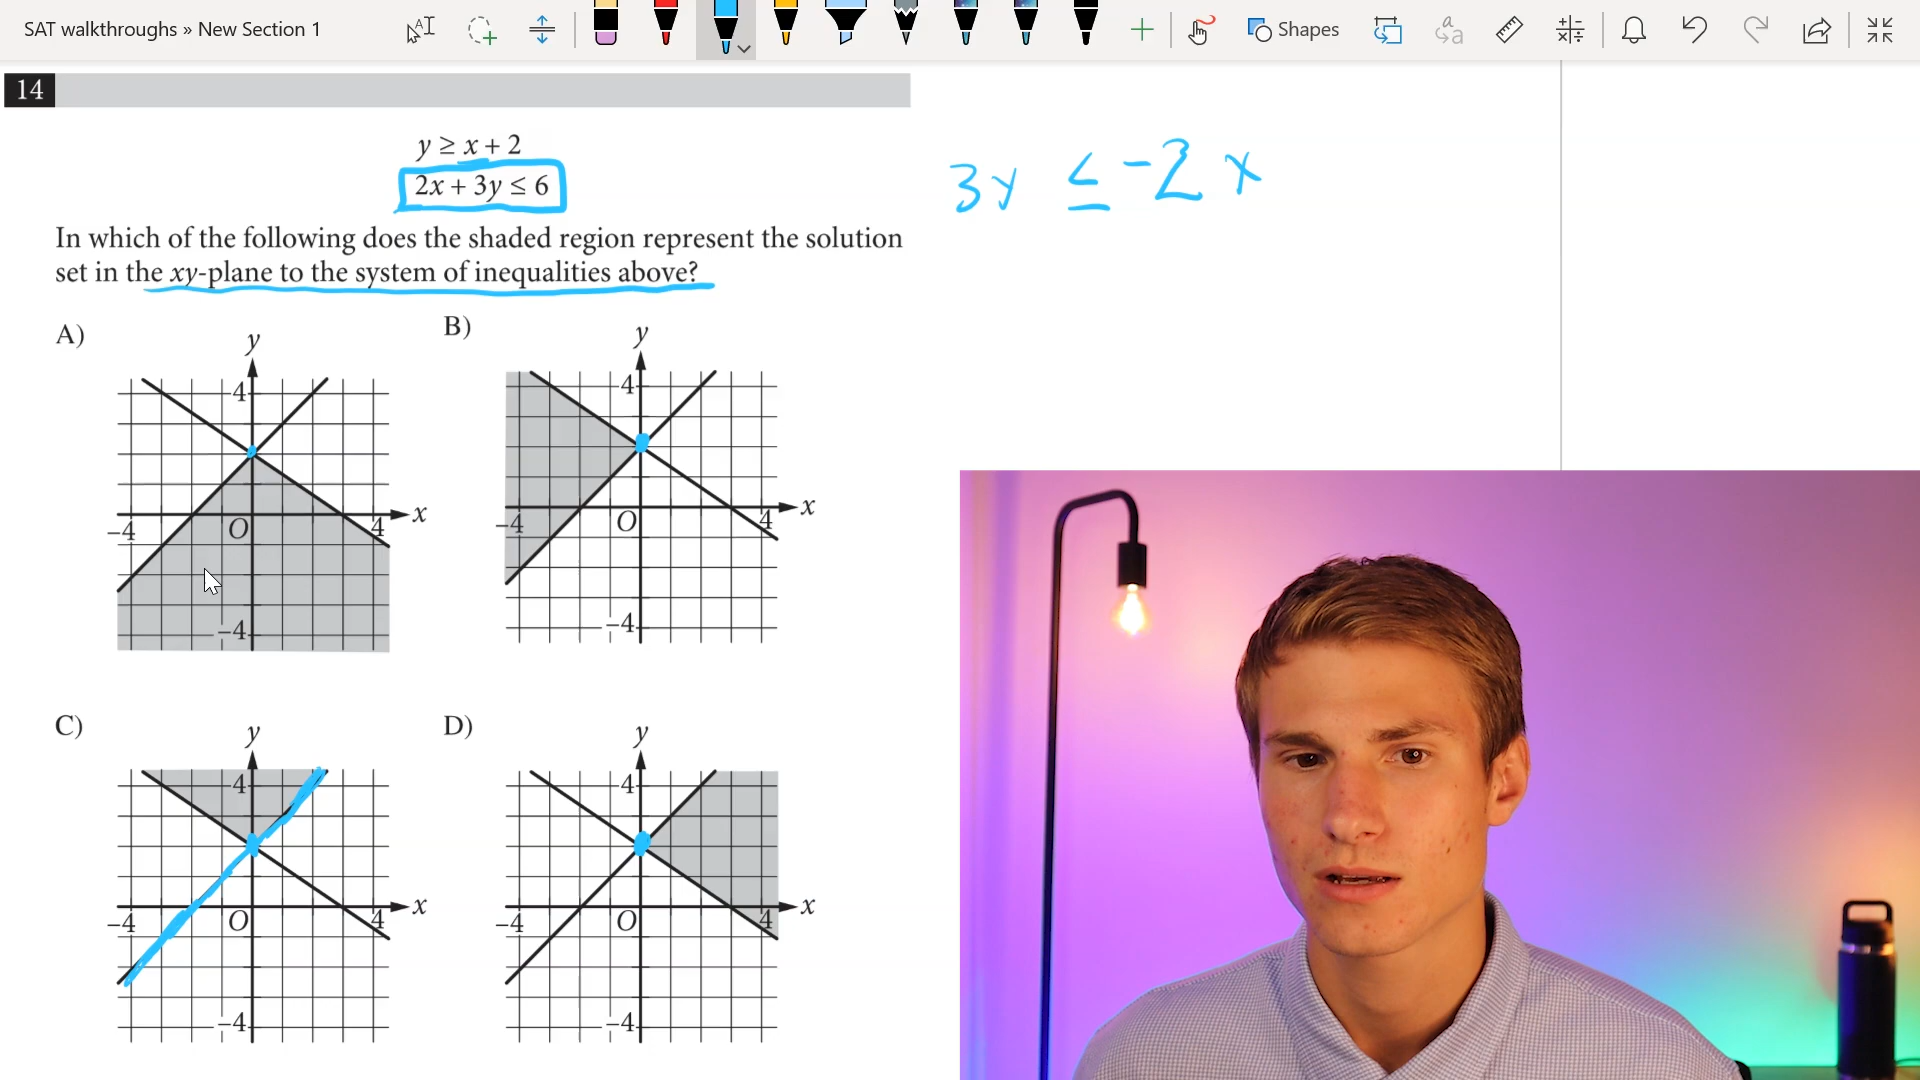 SAT walkthroughs » New Section 1
Shapes
14
y ≥ x + 2
2x + 3y ≤ 6
3y ≤ -2x
In which of the following does the shaded region represent the solution
set in the xy-plane to the system of inequalities above?
A)
y
4
-4
O
4
x
-4
B)
y
4
-4
O
4
x
-4
C)
y
4
-4
O
4
x
-4
D)
y
4
-4
O
4
x
-4